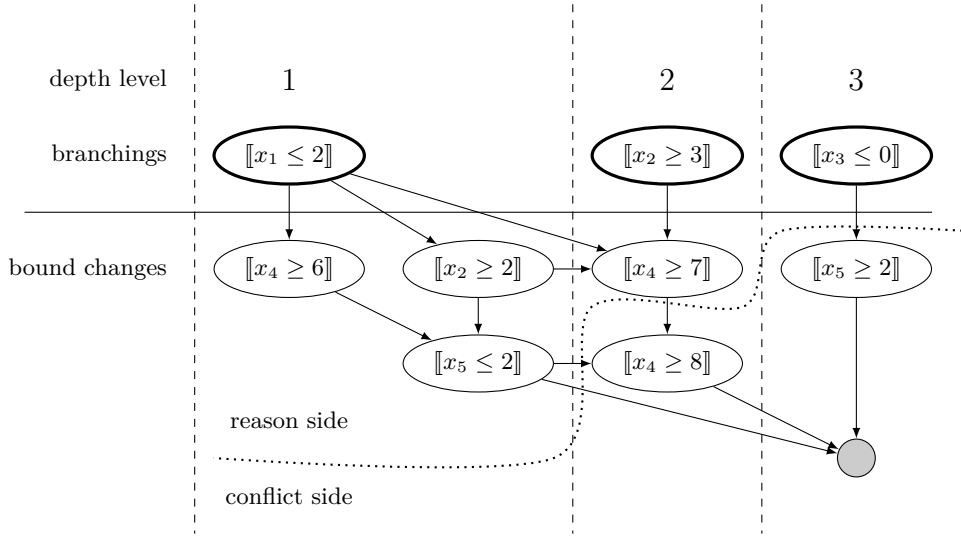 depth level 1 2 3
branchings ⟦x₁ ≤ 2⟧ ⟦x₂ ≥ 3⟧ ⟦x₃ ≤ 0⟧
bound changes ⟦x₄ ≥ 6⟧ ⟦x₂ ≥ 2⟧ ⟦x₄ ≥ 7⟧ ⟦x₅ ≥ 2⟧
⟦x₅ ≤ 2⟧ ⟦x₄ ≥ 8⟧
reason side
conflict side